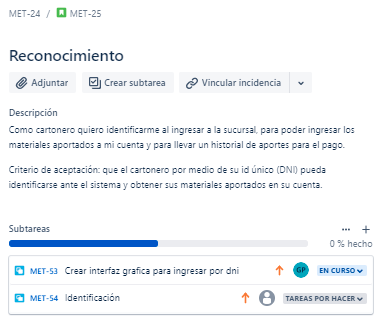 MET-24 / MET-25
Reconocimiento
Adjuntar Crear subtarea Vincular incidencia
Descripción
Como cartonero quiero identificarme al ingresar a la sucursal, para poder ingresar los
materiales aportados a mi cuenta y para llevar un historial de aportes para el pago.
Criterio de aceptación: que el cartonero por medio de su id único (DNI) pueda
identificarse ante el sistema y obtener sus materiales aportados en su cuenta.
Subtareas
0 % hecho
MET-53 Crear interfaz grafica para ingresar por dni GP EN CURSO
MET-54 Identificación TAREAS POR HACER